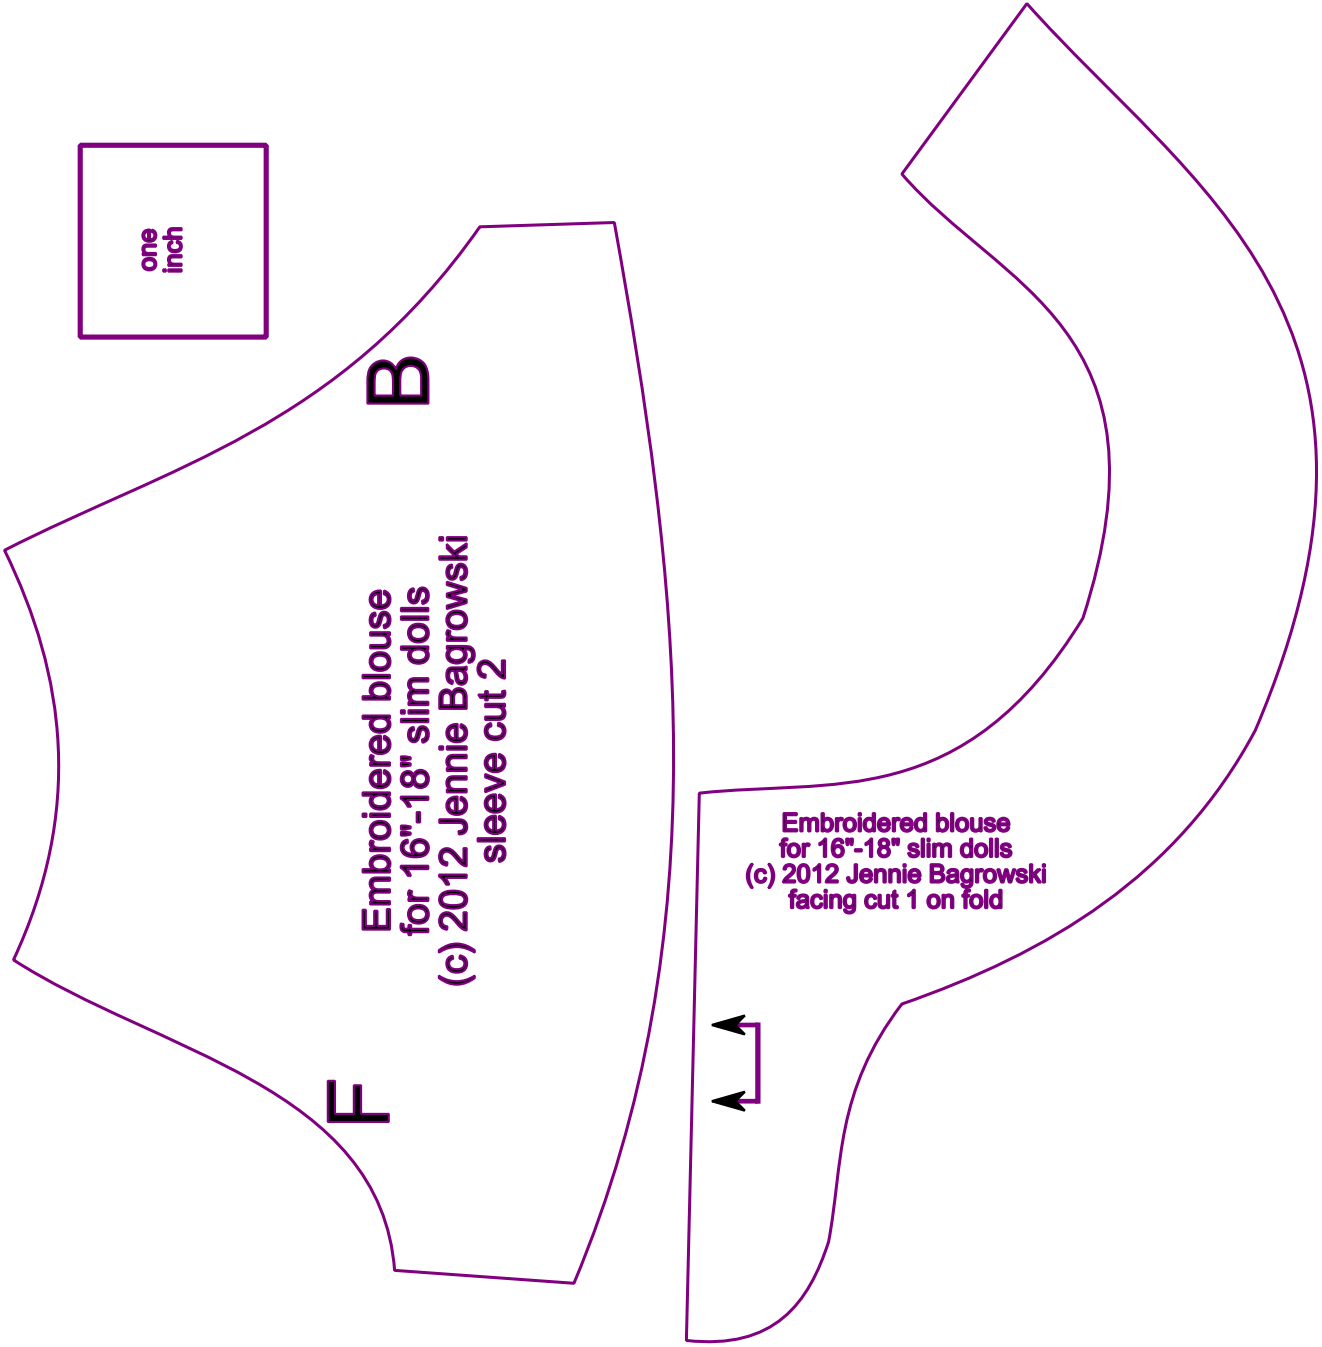 one
inch
B
Embroidered blouse
for 16"-18" slim dolls
(c) 2012 Jennie Bagrowski
sleeve cut 2
F
Embroidered blouse
for 16"-18" slim dolls
(c) 2012 Jennie Bagrowski
facing cut 1 on fold